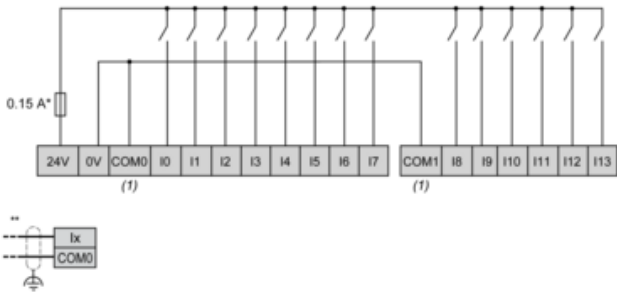 0.15 A*
24V 0V COM0 I0 I1 I2 I3 I4 I5 I6 I7 COM1 I8 I9 I10 I11 I12 I13
(1) (1)
**
Ix
COM0